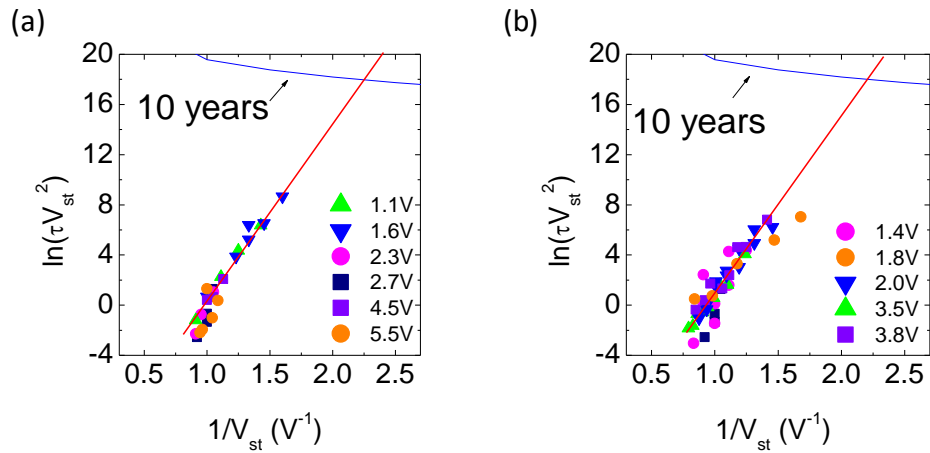 (a)
20
16
12
8
4
0
-4
ln(τV_st^2)
10 years
1.1V
1.6V
2.3V
2.7V
4.5V
5.5V
0.5 1.0 1.5 2.0 2.5
1/V_st (V^-1)
(b)
20
16
12
8
4
0
-4
ln(τV_st^2)
10 years
1.4V
1.8V
2.0V
3.5V
3.8V
0.5 1.0 1.5 2.0 2.5
1/V_st (V^-1)